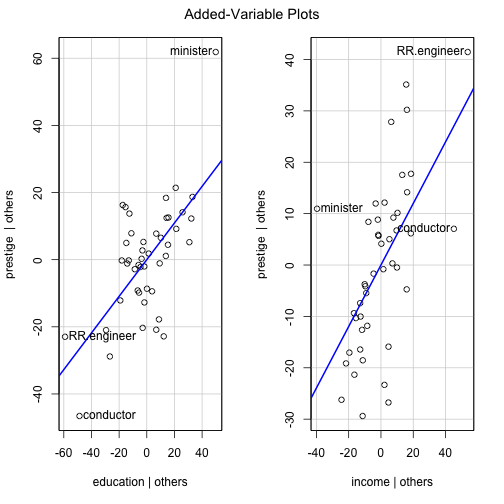 Added-Variable Plots
prestige | others
60
40
20
0
-20
-40
minister
RR.engineer
conductor
-60 -40 -20 0 20 40
education | others
prestige | others
40
30
20
10
0
-10
-20
-30
RR.engineer
minister
conductor
-40 -20 0 20 40
income | others